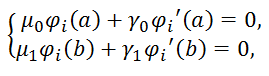 μ₀φᵢ(a) + γ₀φᵢ′(a) = 0,
μ₁φᵢ(b) + γ₁φᵢ′(b) = 0,